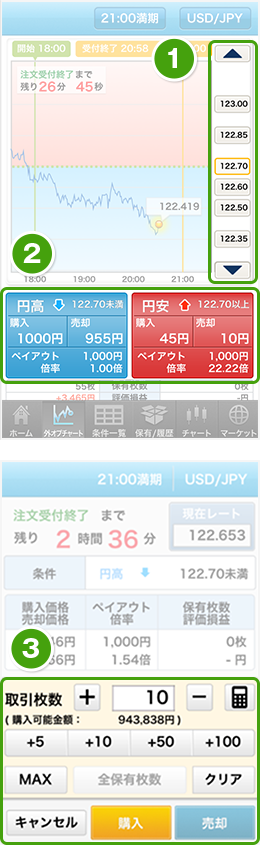 21:00満期 USD/JPY
開始 18:00 受付終了 20:58
1
注文受付終了 まで
残り26分 45秒
123.00
122.85
122.70
122.60
122.50
122.35
122.419
2
18:00 19:00 20:00 21:00
円高 122.70未満 円安 122.70以上
購入 売却 購入 売却
1000円 955円 45円 10円
ペイアウト 1,000円 ペイアウト 1,000円
倍率 1.00倍 倍率 22.22倍
55枚 保有枚数 0枚
+3,465円 評価損益
ホーム 外オプチャート 条件一覧 保有/履歴 チャート マーケット
21:00満期 USD/JPY
注文受付終了 まで 現在レート
残り 2 時間 36 分 122.653
条件 円高 122.70未満
購入価格 ペイアウト 保有枚数
売却価格 倍率 評価損益
1,000円 0枚
1.54倍 - 円
3
取引枚数 + 10 −
( 購入可能金額： 943,838円 )
+5 +10 +50 +100
MAX 全保有枚数 クリア
キャンセル 購入 売却